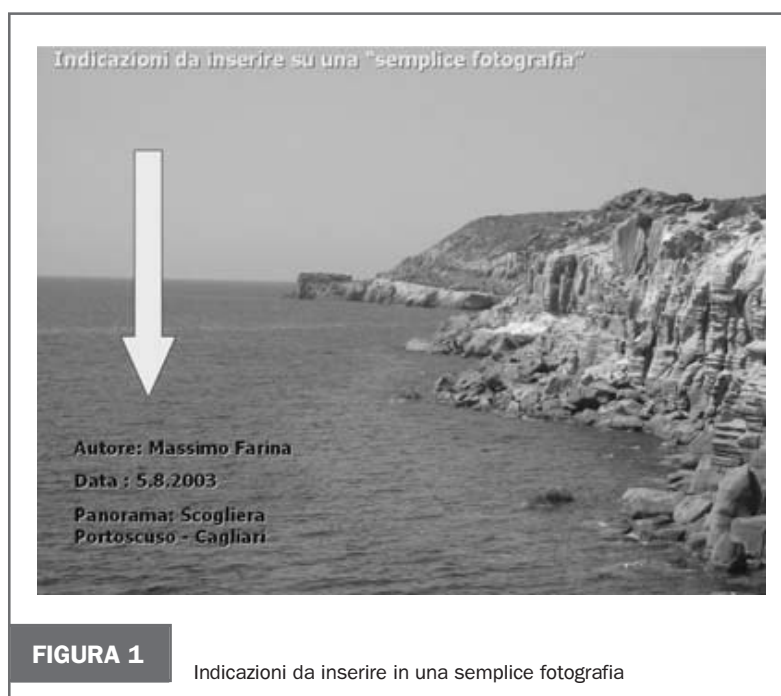 Indicazioni da inserire su una "semplice fotografia"
Autore: Massimo Farina
Data : 5.8.2003
Panorama: Scogliera
Portoscuso - Cagliari
FIGURA 1
Indicazioni da inserire in una semplice fotografia